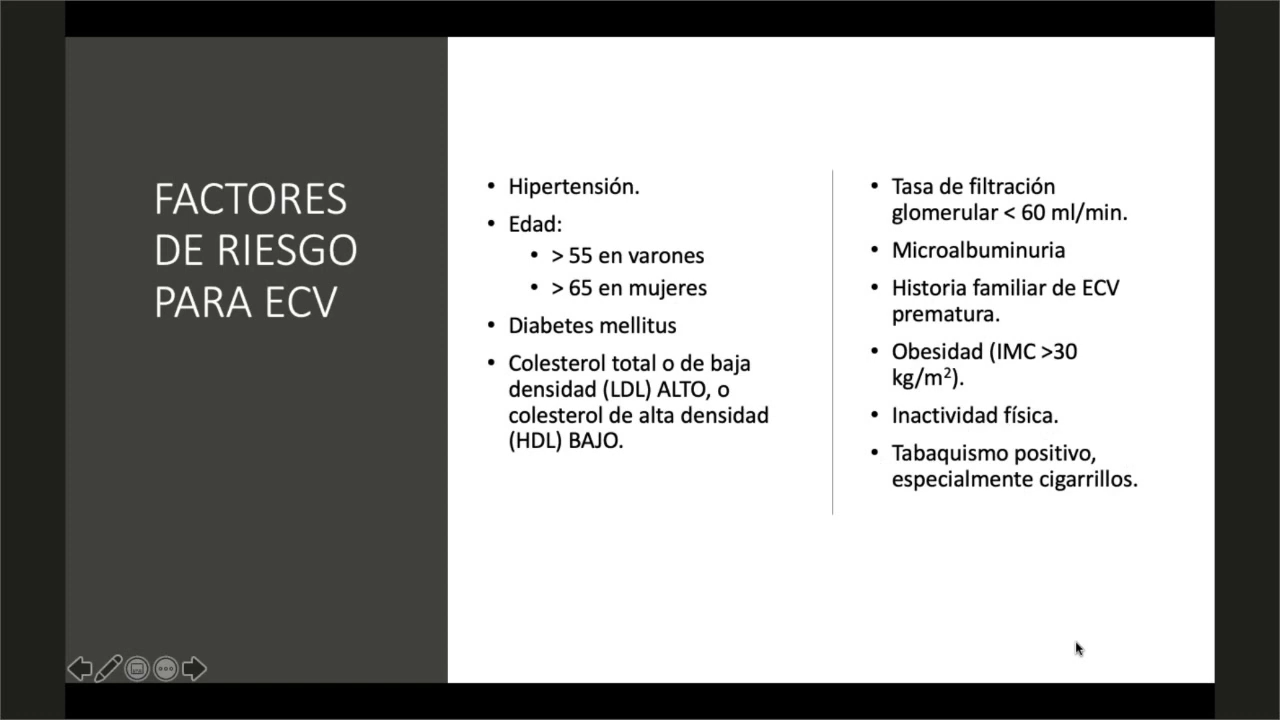 FACTORES
DE RIESGO
PARA ECV
• Hipertensión.
• Edad:
• > 55 en varones
• > 65 en mujeres
• Diabetes mellitus
• Colesterol total o de baja
densidad (LDL) ALTO, o
colesterol de alta densidad
(HDL) BAJO.
• Tasa de filtración
glomerular < 60 ml/min.
• Microalbuminuria
• Historia familiar de ECV
prematura.
• Obesidad (IMC >30
kg/m²).
• Inactividad física.
• Tabaquismo positivo,
especialmente cigarrillos.